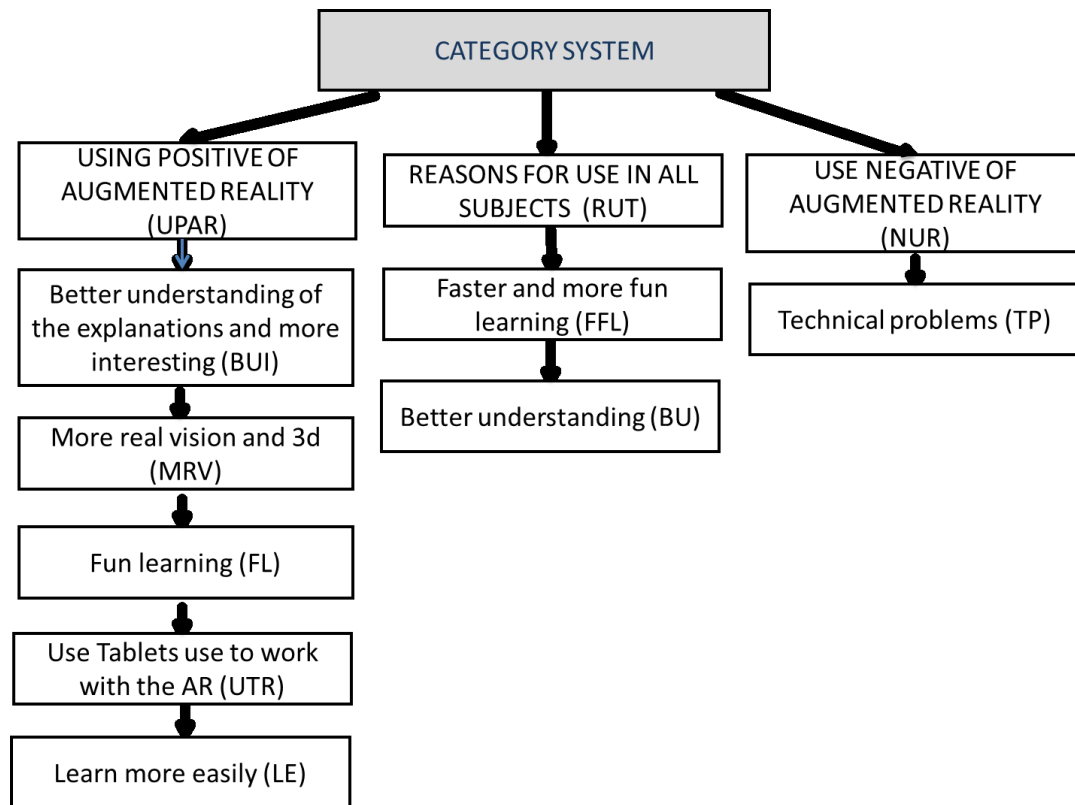 CATEGORY SYSTEM
USING POSITIVE OF
AUGMENTED REALITY
(UPAR)
Better understanding of
the explanations and more
interesting (BUI)
More real vision and 3d
(MRV)
Fun learning (FL)
Use Tablets use to work
with the AR (UTR)
Learn more easily (LE)
REASONS FOR USE IN ALL
SUBJECTS (RUT)
Faster and more fun
learning (FFL)
Better understanding (BU)
USE NEGATIVE OF
AUGMENTED REALITY
(NUR)
Technical problems (TP)